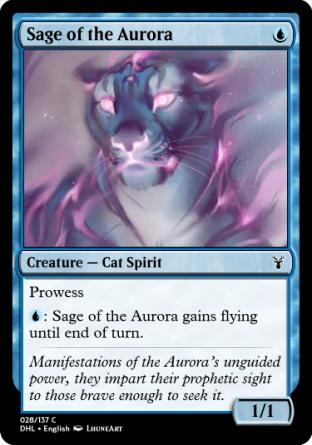 Sage of the Aurora
Creature — Cat Spirit
Prowess
: Sage of the Aurora gains flying
until end of turn.
Manifestations of the Aurora's unguided
power, they impart their prophetic sight
to those brave enough to seek it.
1/1
028/137 C
DHL • English LhuneArt